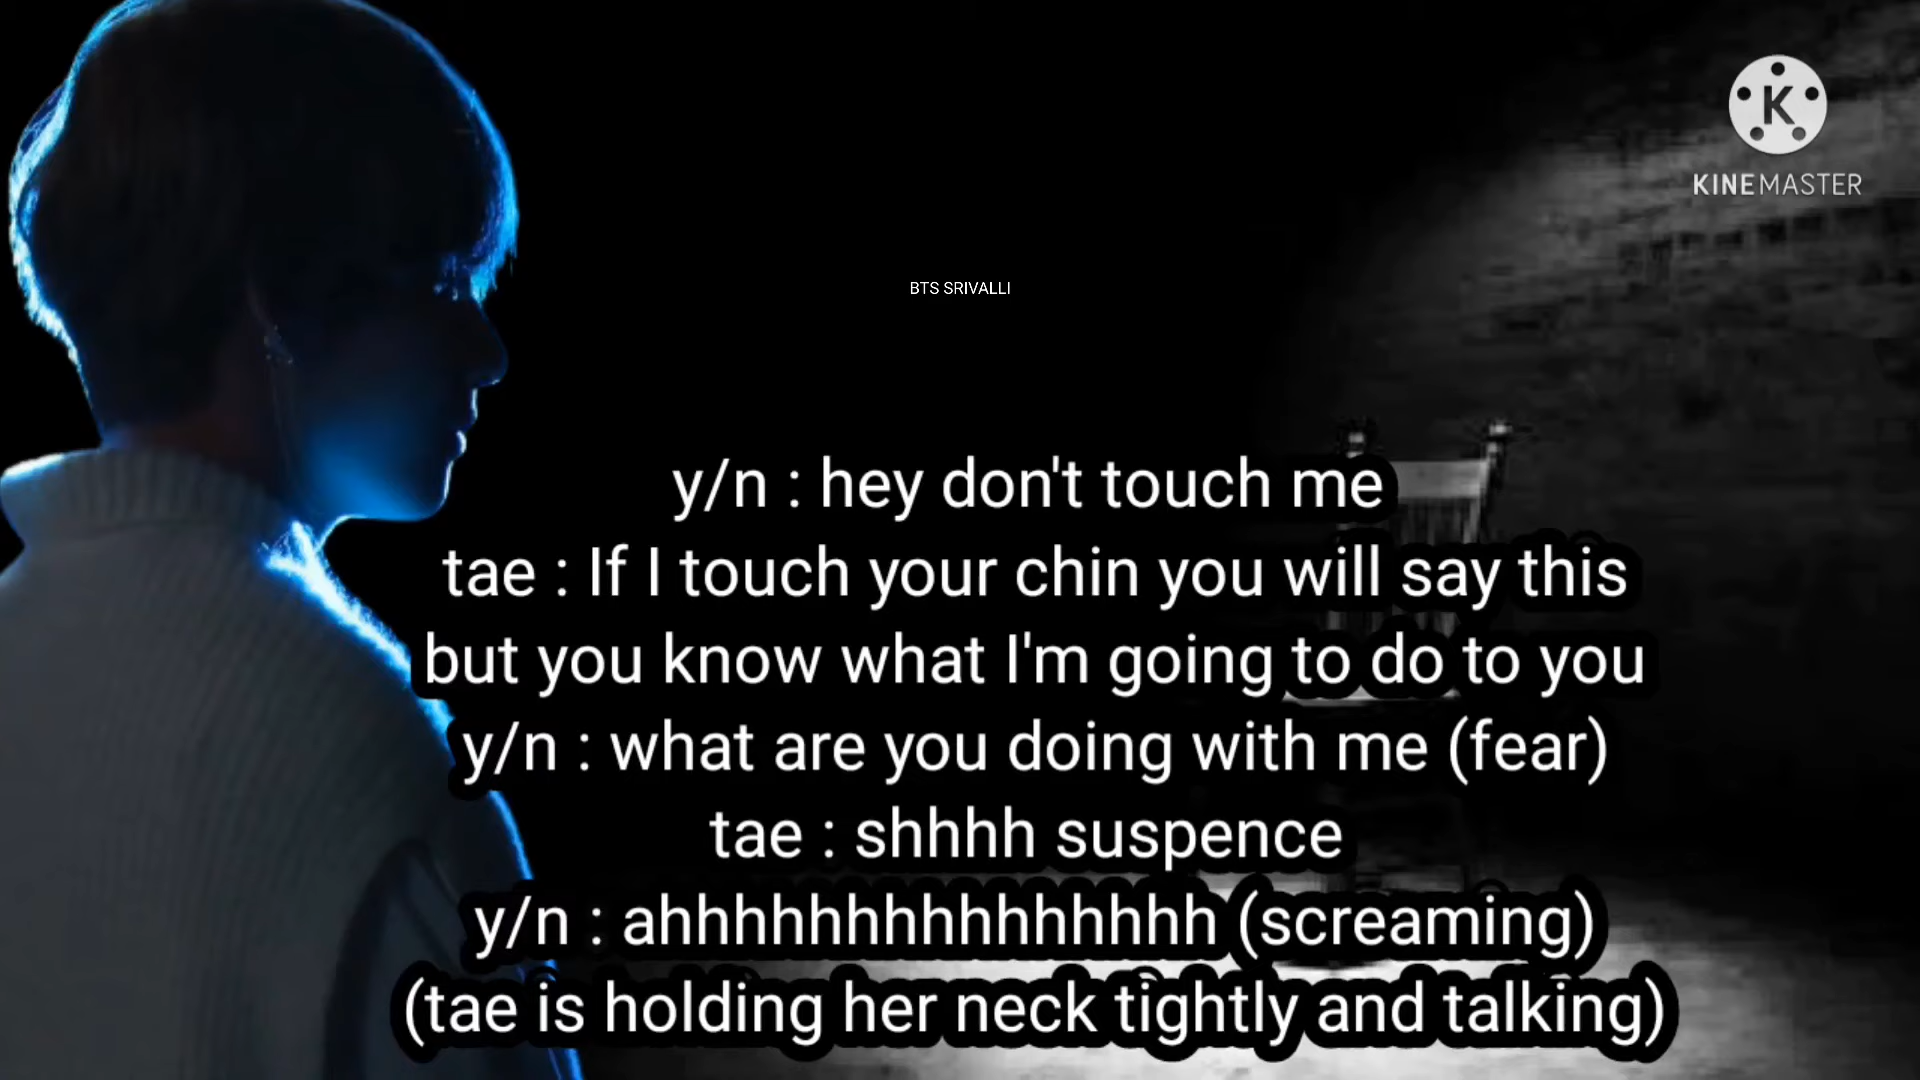 K
KINEMASTER
BTS SRIVALLI
y/n : hey don't touch me
tae : If I touch your chin you will say this
but you know what I'm going to do to you
y/n : what are you doing with me (fear)
tae : shhhh suspence
y/n : ahhhhhhhhhhhhhhhh (screaming)
(tae is holding her neck tightly and talking)